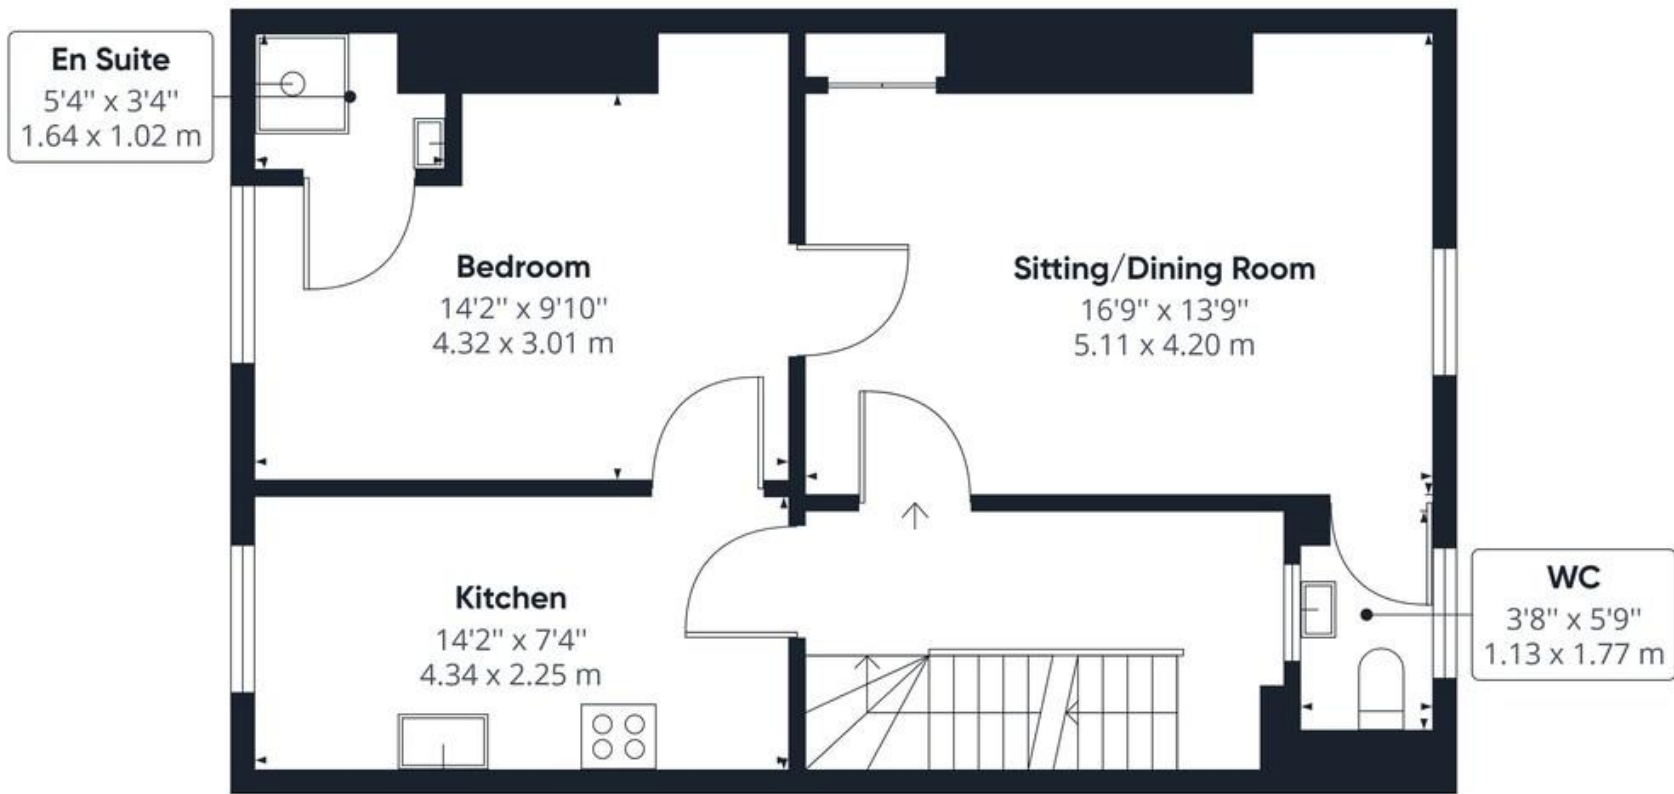 En Suite
5'4" x 3'4"
1.64 x 1.02 m
Bedroom
14'2" x 9'10"
4.32 x 3.01 m
Sitting/Dining Room
16'9" x 13'9"
5.11 x 4.20 m
Kitchen
14'2" x 7'4"
4.34 x 2.25 m
WC
3'8" x 5'9"
1.13 x 1.77 m